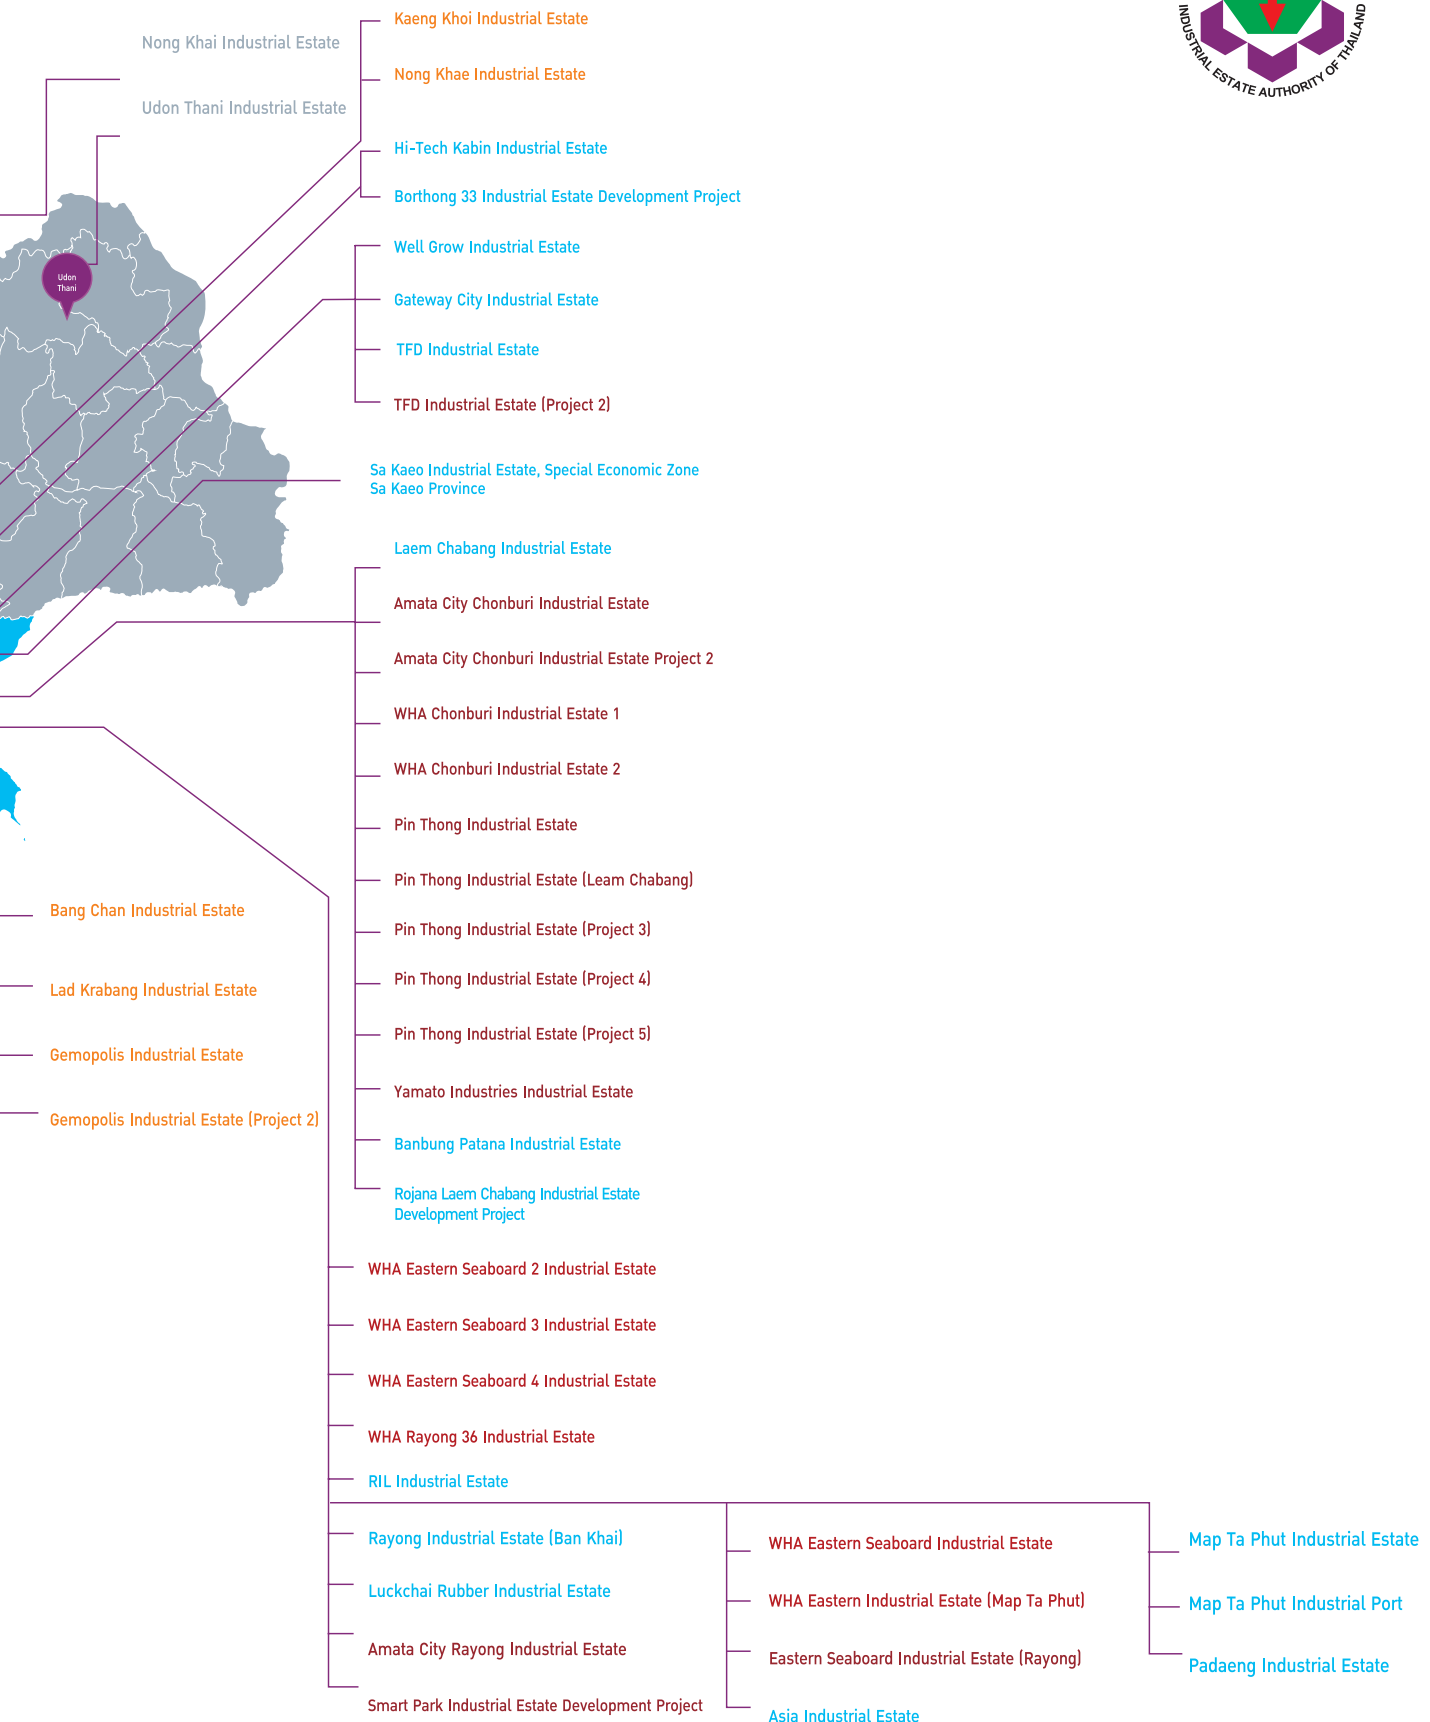 INDUSTRIAL ESTATE AUTHORITY OF THAILAND
Nong Khai Industrial Estate
Udon Thani Industrial Estate
Udon
Thani
Kaeng Khoi Industrial Estate
Nong Khae Industrial Estate
Hi-Tech Kabin Industrial Estate
Borthong 33 Industrial Estate Development Project
Well Grow Industrial Estate
Gateway City Industrial Estate
TFD Industrial Estate
TFD Industrial Estate (Project 2)
Sa Kaeo Industrial Estate, Special Economic Zone
Sa Kaeo Province
Laem Chabang Industrial Estate
Amata City Chonburi Industrial Estate
Amata City Chonburi Industrial Estate Project 2
WHA Chonburi Industrial Estate 1
WHA Chonburi Industrial Estate 2
Pin Thong Industrial Estate
Pin Thong Industrial Estate (Leam Chabang)
Pin Thong Industrial Estate (Project 3)
Pin Thong Industrial Estate (Project 4)
Pin Thong Industrial Estate (Project 5)
Yamato Industries Industrial Estate
Banbung Patana Industrial Estate
Rojana Laem Chabang Industrial Estate
Development Project
Bang Chan Industrial Estate
Lad Krabang Industrial Estate
Gemopolis Industrial Estate
Gemopolis Industrial Estate (Project 2)
WHA Eastern Seaboard 2 Industrial Estate
WHA Eastern Seaboard 3 Industrial Estate
WHA Eastern Seaboard 4 Industrial Estate
WHA Rayong 36 Industrial Estate
RIL Industrial Estate
Rayong Industrial Estate (Ban Khai)
Luckchai Rubber Industrial Estate
Amata City Rayong Industrial Estate
Smart Park Industrial Estate Development Project
WHA Eastern Seaboard Industrial Estate
WHA Eastern Industrial Estate (Map Ta Phut)
Eastern Seaboard Industrial Estate (Rayong)
Asia Industrial Estate
Map Ta Phut Industrial Estate
Map Ta Phut Industrial Port
Padaeng Industrial Estate